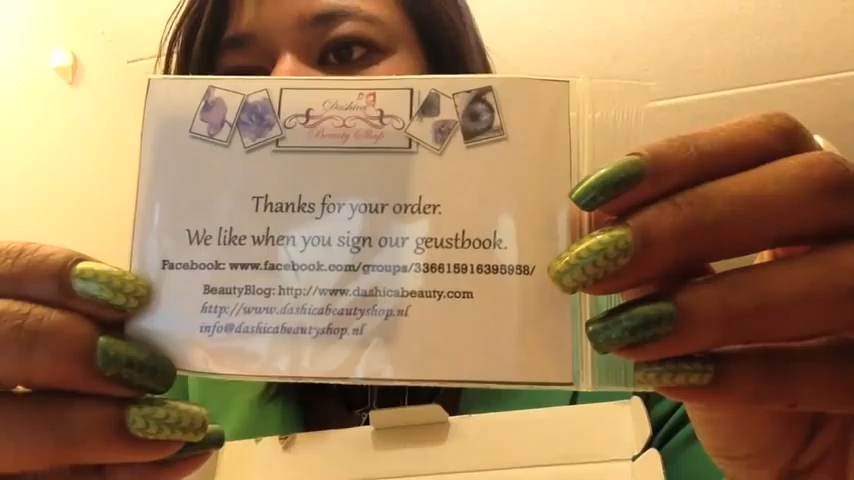 Dashica
Beauty Shop
Thanks for your order.
We like when you sign our geustbook.
Facebook: www.facebook.com/groups/336615916395958/
BeautyBlog: http://www.dashicabeauty.com
http://www.dashicabeautyshop.nl
info@dashicabeautyshop.nl